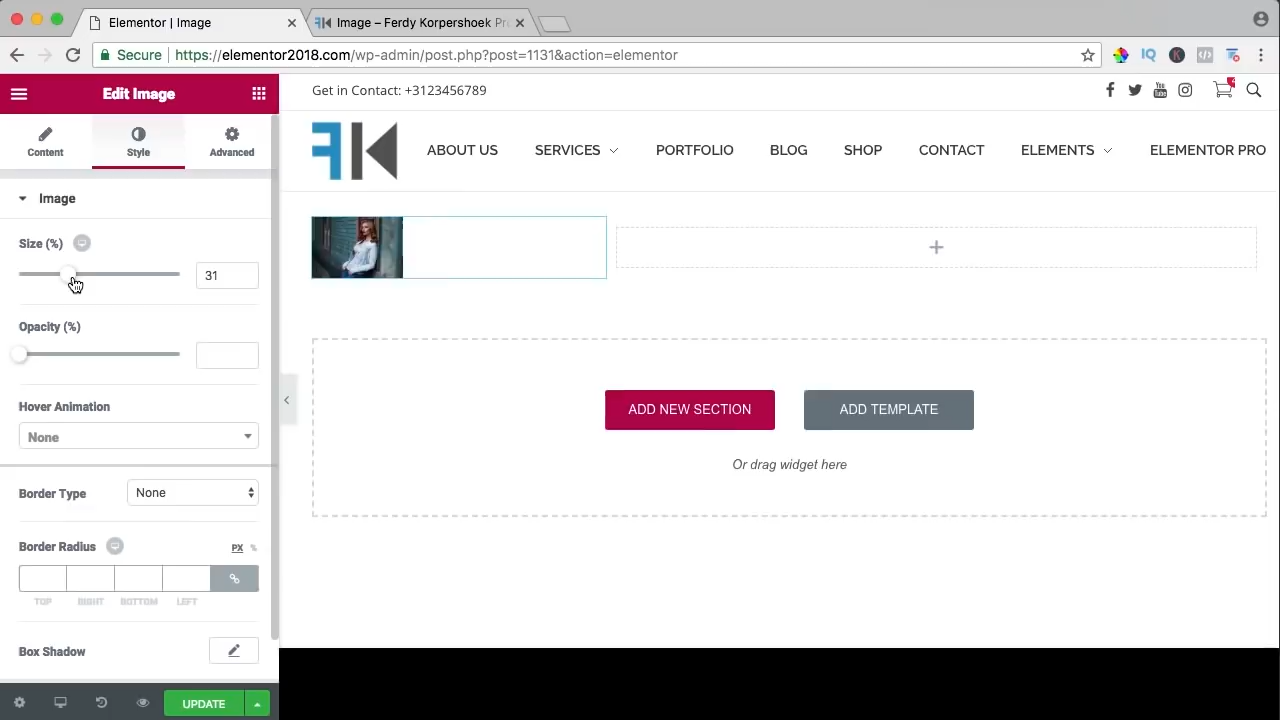 Elementor | Image
Image – Ferdy Korpershoek Pr
Secure
https://elementor2018.com/wp-admin/post.php?post=1131&action=elementor
Edit Image
Get in Contact: +3123456789
Content
Style
Advanced
FK
ABOUT US
SERVICES
PORTFOLIO
BLOG
SHOP
CONTACT
ELEMENTS
ELEMENTOR PRO
Image
Size (%)
31
Opacity (%)
Hover Animation
None
ADD NEW SECTION
ADD TEMPLATE
Or drag widget here
Border Type
None
Border Radius
PX
%
TOP
RIGHT
BOTTOM
LEFT
Box Shadow
UPDATE